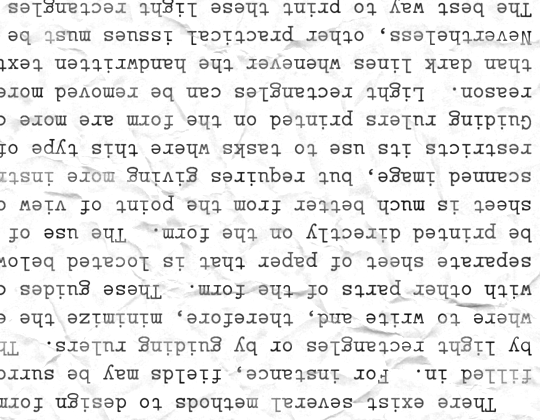 There exist several methods to design form
filled in. For instance, fields may be surro
by light rectangles or by guiding rulers. Th
where to write and, therefore, minimize the e
with other parts of the form. These guides c
separate sheet of paper that is located below
be printed directly on the form. The use of
sheet is much better from the point of view o
scanned image, but requires giving more instr
restricts its use to tasks where this type of
Guiding rulers printed on the form are more c
reason. Light rectangles can be removed more
than dark lines whenever the handwritten text
Nevertheless, other practical issues must be
The best way to print these light rectangles